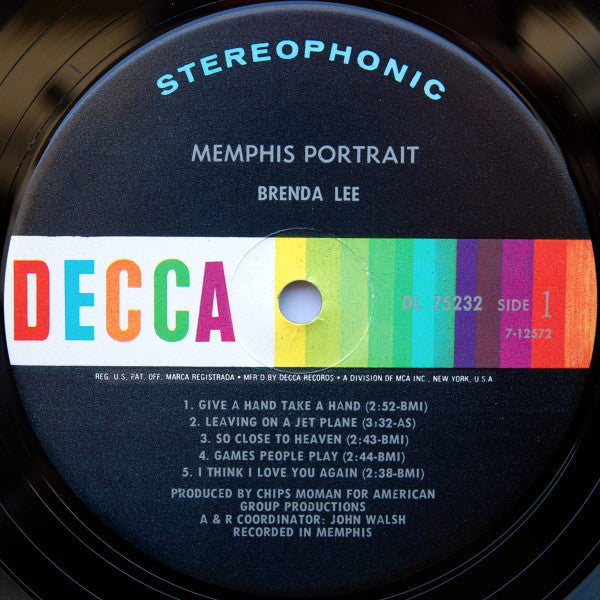 STEREOPHONIC
MEMPHIS PORTRAIT
BRENDA LEE
DECCA
DL 75232 SIDE 1
7-12572
REG. U.S. PAT. OFF. MARCA REGISTRADA • MFR'D BY DECCA RECORDS • A DIVISION OF MCA INC., NEW YORK, U.S.A
1. GIVE A HAND TAKE A HAND (2:52-BMI)
2. LEAVING ON A JET PLANE (3:32-AS)
3. SO CLOSE TO HEAVEN (2:43-BMI)
4. GAMES PEOPLE PLAY (2:44-BMI)
5. I THINK I LOVE YOU AGAIN (2:38-BMI)
PRODUCED BY CHIPS MOMAN FOR AMERICAN
GROUP PRODUCTIONS
A & R COORDINATOR: JOHN WALSH
RECORDED IN MEMPHIS